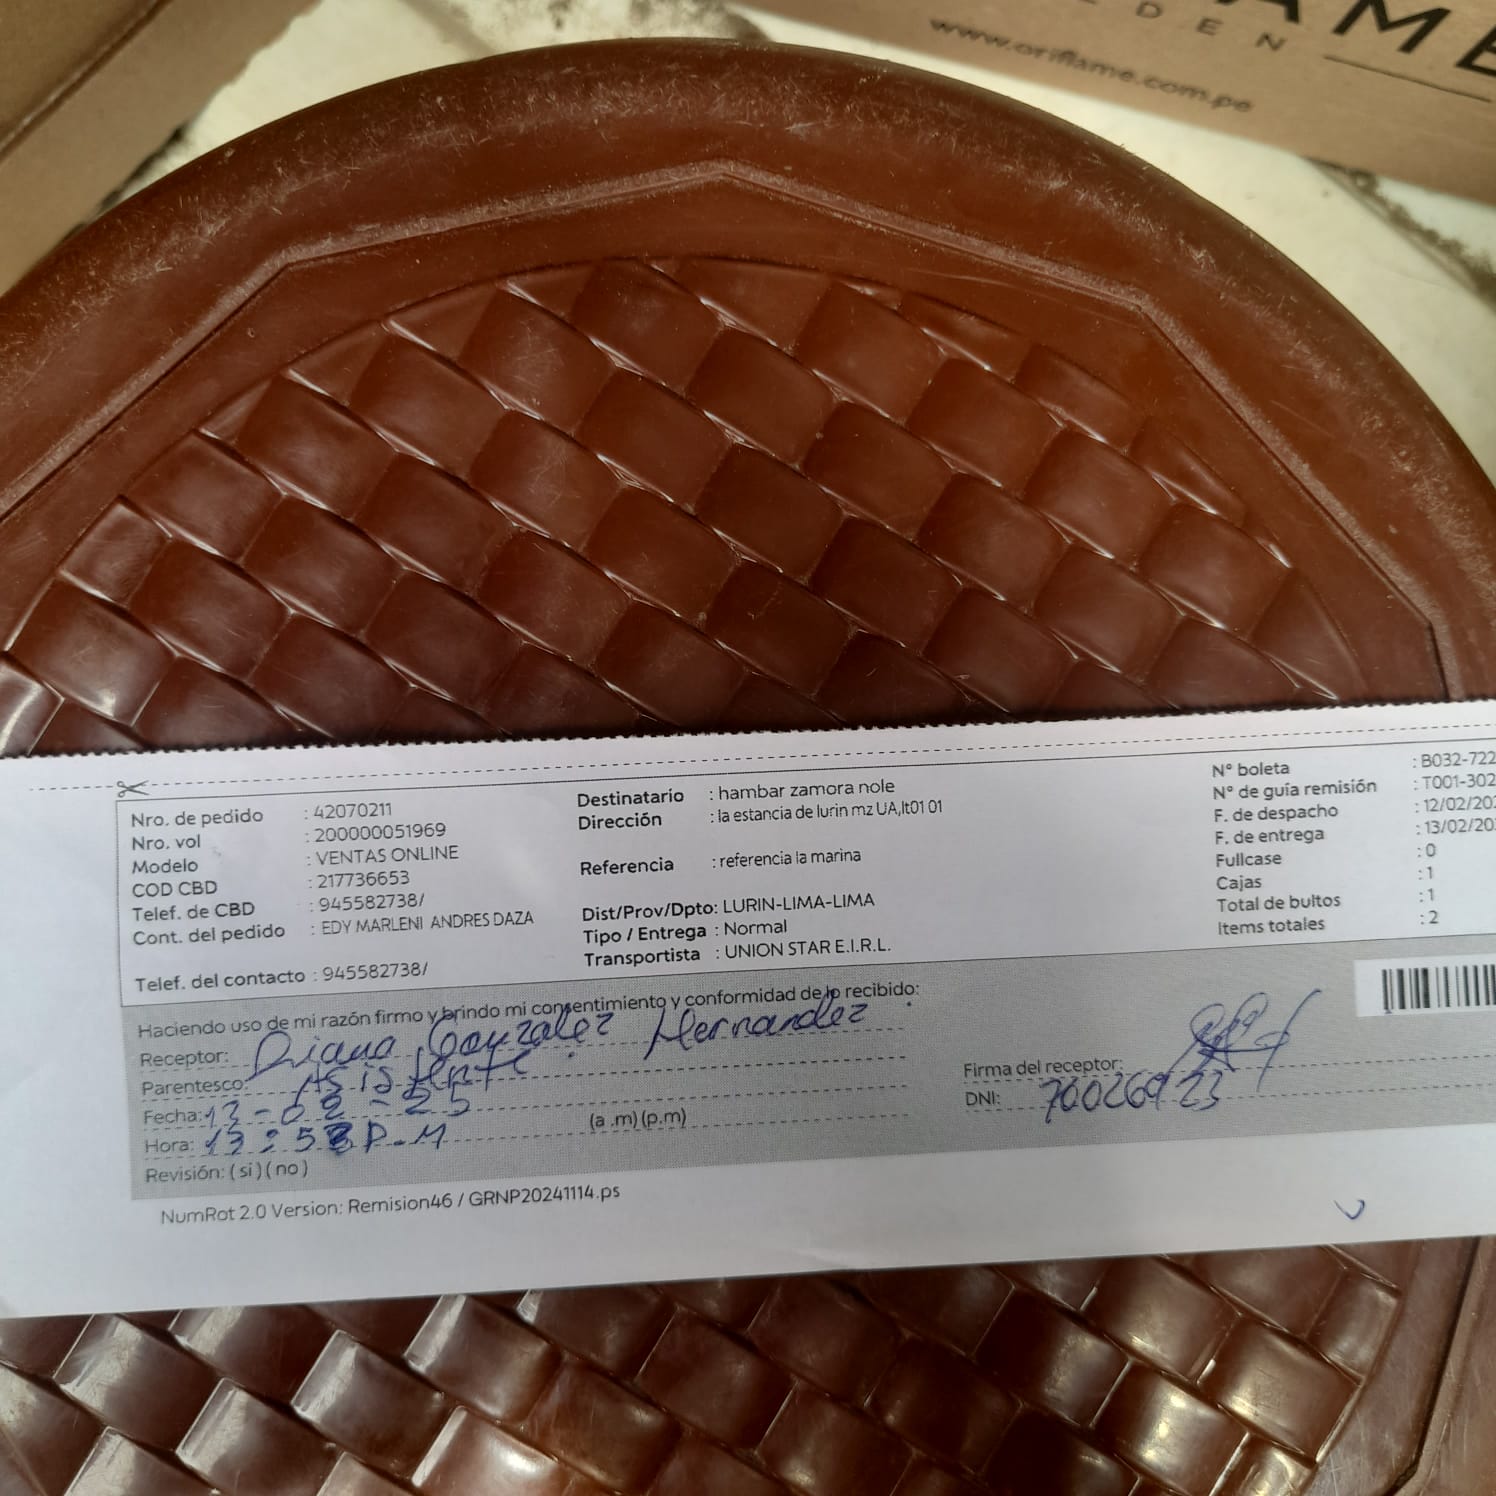 AME
DEN
www.oriflame.com.pe
Nro. de pedido : 42070211
Nro. vol : 200000051969
Modelo : VENTAS ONLINE
COD CBD : 217736653
Telef. de CBD : 945582738/
Cont. del pedido : EDY MARLENI ANDRES DAZA
Telef. del contacto : 945582738/
Destinatario : hambar zamora nole
Dirección : la estancia de lurin mz UA,lt01 01
Referencia : referencia la marina
Dist/Prov/Dpto: LURIN-LIMA-LIMA
Tipo / Entrega : Normal
Transportista : UNION STAR E.I.R.L.
N° boleta : B032-722
N° de guía remisión : T001-302
F. de despacho : 12/02/202
F. de entrega : 13/02/20
Fullcase : 0
Cajas : 1
Total de bultos : 1
Items totales : 2
Haciendo uso de mi razón firmo y brindo mi consentimiento y conformidad de lo recibido:
Receptor: Diana Gonzalez Hernandez
Parentesco: Asistente
Fecha: 13-02-25
Hora: 13:53 P.M (a .m) (p.m)
Revisión: ( si ) ( no )
Firma del receptor:
DNI: 70026923
NumRot 2.0 Version: Remision46 / GRNP20241114.ps